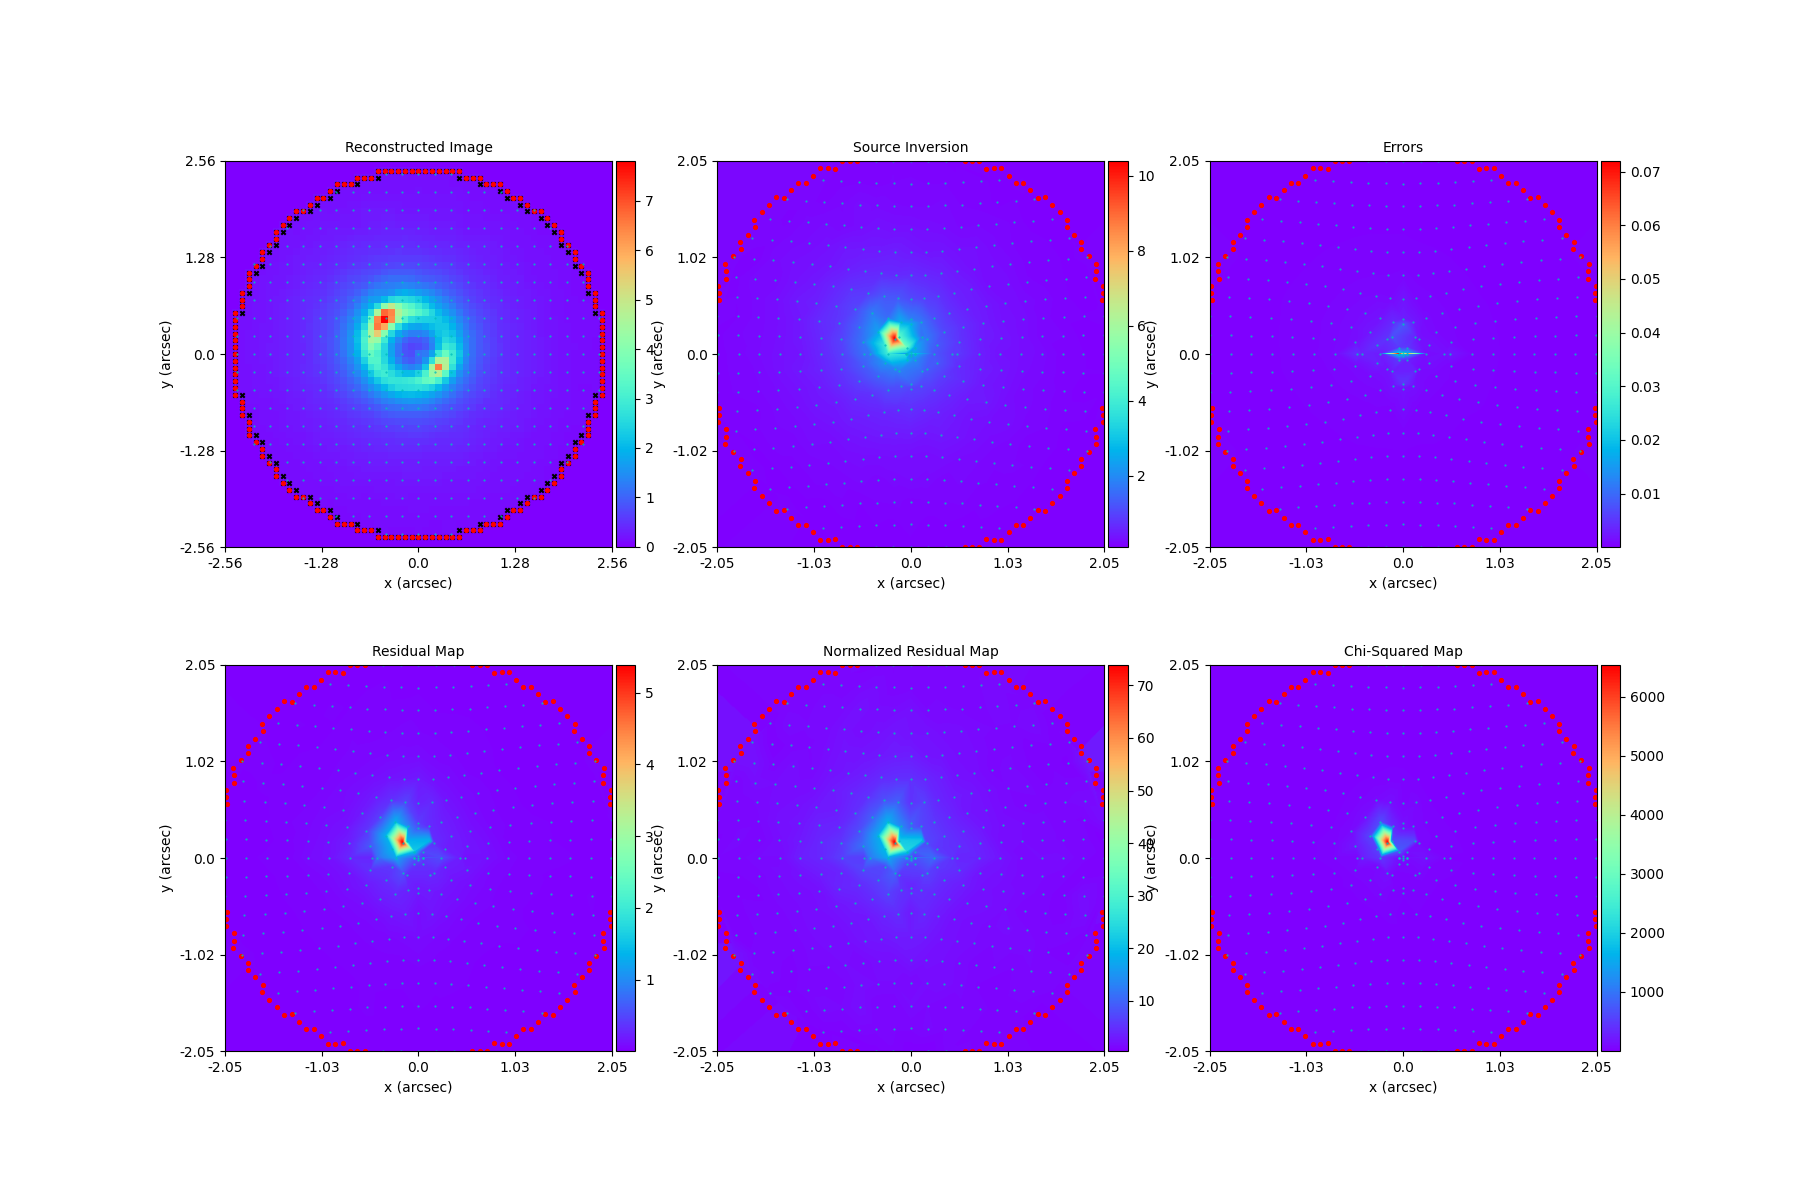 Reconstructed Image
2.56
1.28
0.0
-1.28
-2.56
y (arcsec)
-2.56 -1.28 0.0 1.28 2.56
x (arcsec)
7
6
5
4
3
2
1
0
Source Inversion
2.05
1.02
0.0
-1.02
-2.05
y (arcsec)
-2.05 -1.03 0.0 1.03 2.05
x (arcsec)
10
8
6
4
2
Errors
2.05
1.02
0.0
-1.02
-2.05
y (arcsec)
-2.05 -1.03 0.0 1.03 2.05
x (arcsec)
0.07
0.06
0.05
0.04
0.03
0.02
0.01
Residual Map
2.05
1.02
0.0
-1.02
-2.05
y (arcsec)
-2.05 -1.03 0.0 1.03 2.05
x (arcsec)
5
4
3
2
1
Normalized Residual Map
2.05
1.02
0.0
-1.02
-2.05
y (arcsec)
-2.05 -1.03 0.0 1.03 2.05
x (arcsec)
70
60
50
40
30
20
10
Chi-Squared Map
2.05
1.02
0.0
-1.02
-2.05
y (arcsec)
-2.05 -1.03 0.0 1.03 2.05
x (arcsec)
6000
5000
4000
3000
2000
1000